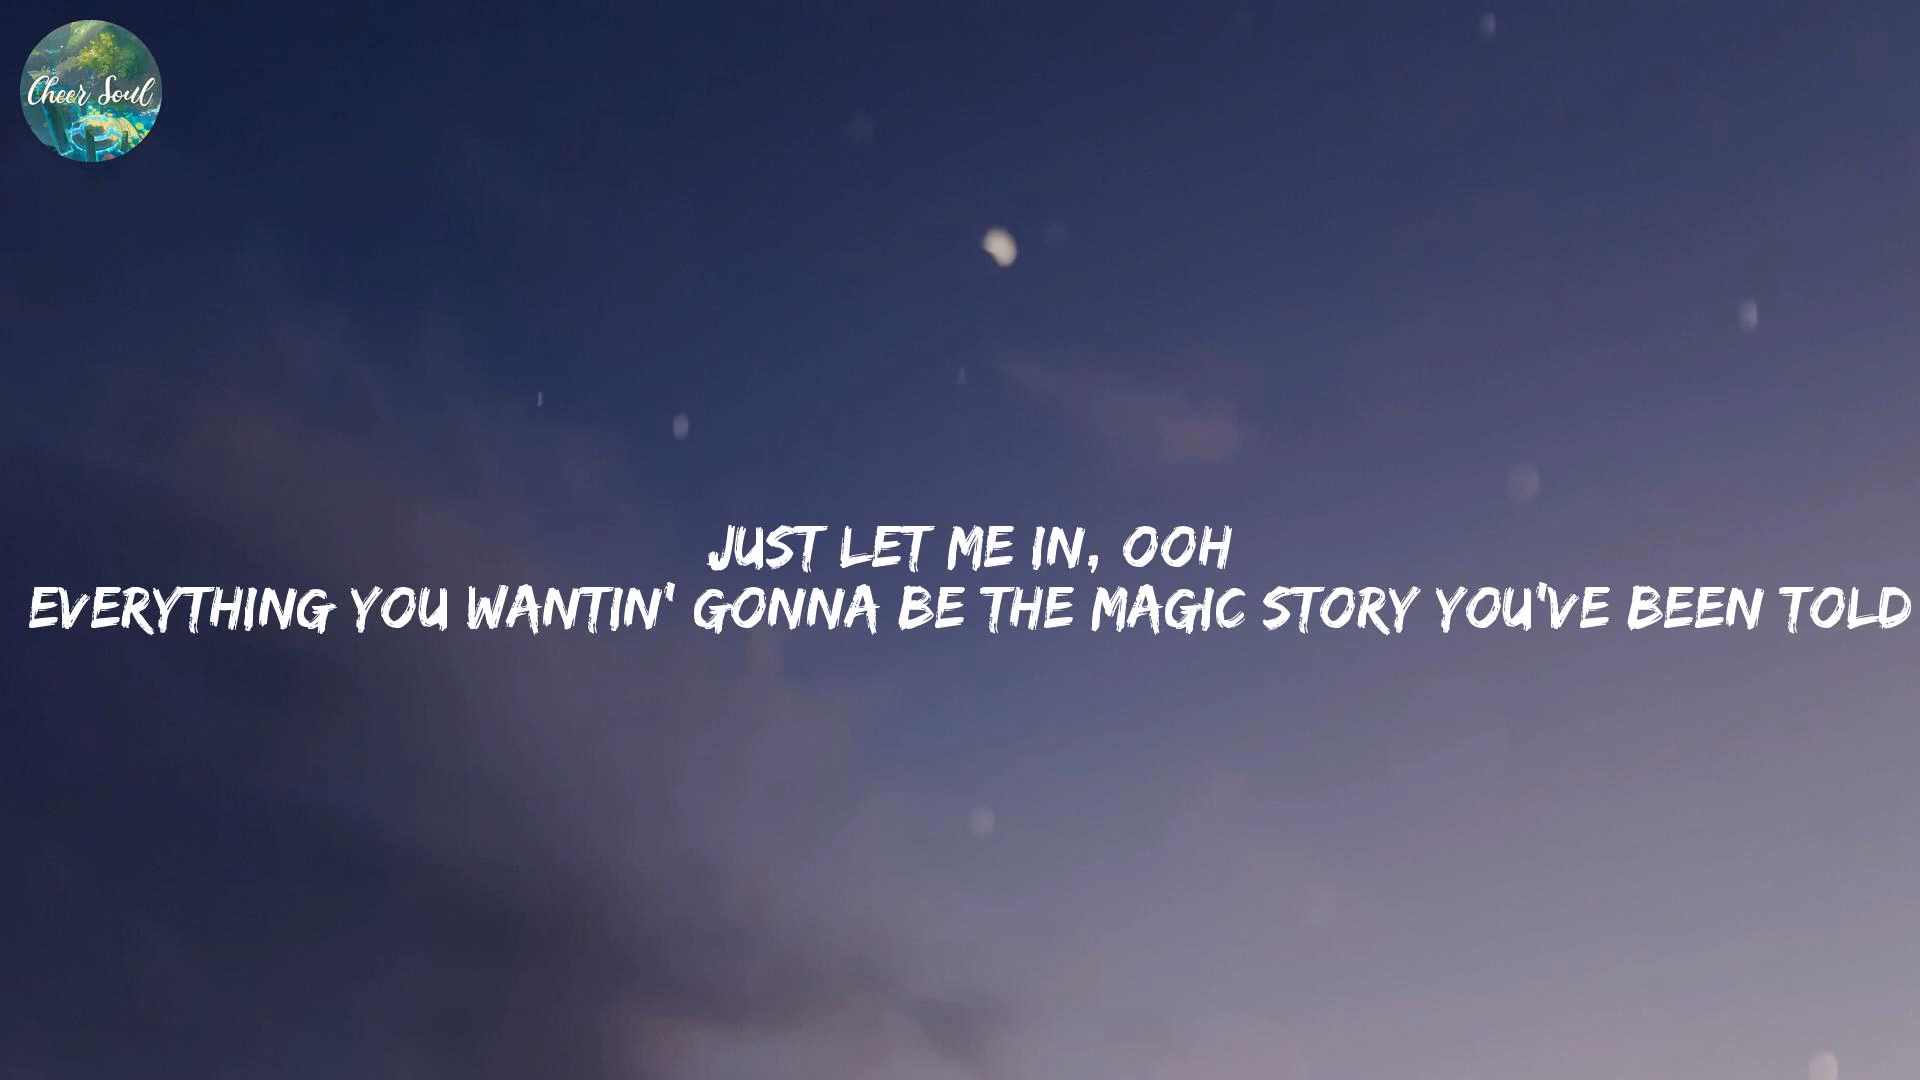 Cheer Soul
JUST LET ME IN, OOH
EVERYTHING YOU WANTIN' GONNA BE THE MAGIC STORY YOU'VE BEEN TOLD